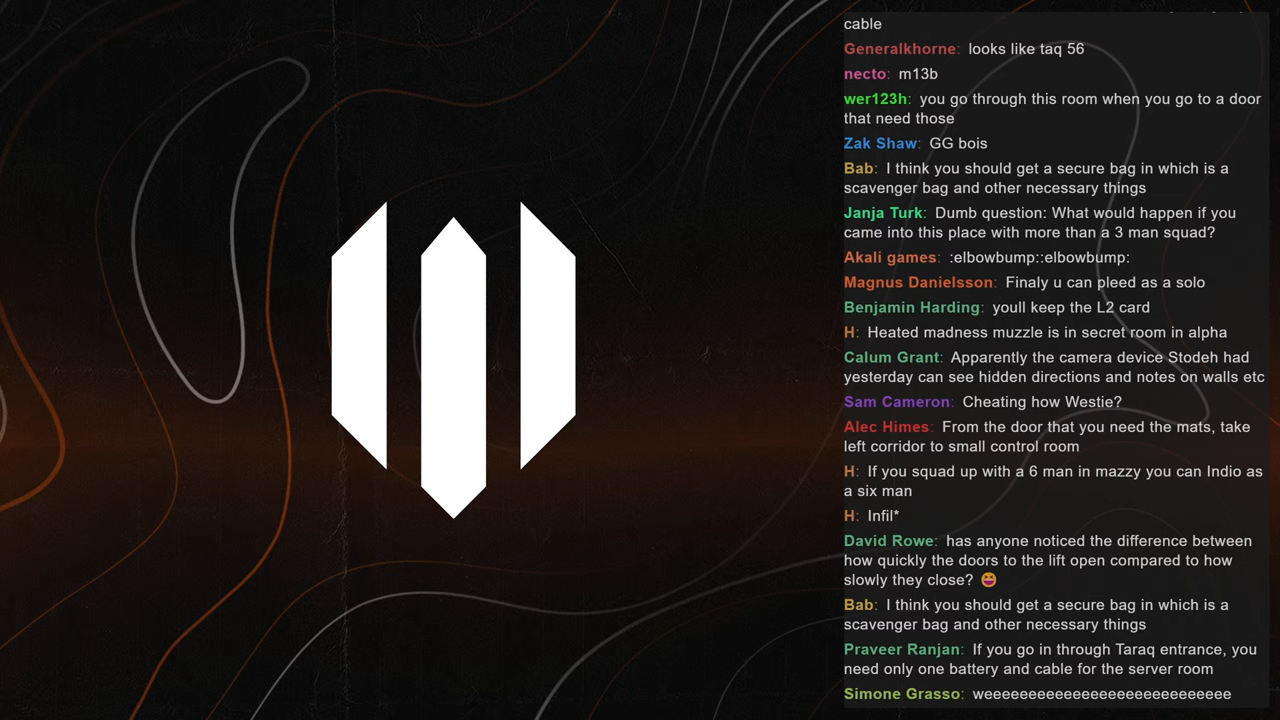 cable
Generalkhorne: looks like taq 56
necto: m13b
wer123h: you go through this room when you go to a door
that need those
Zak Shaw: GG bois
Bab: I think you should get a secure bag in which is a
scavenger bag and other necessary things
Janja Turk: Dumb question: What would happen if you
came into this place with more than a 3 man squad?
Akali games: :elbowbump::elbowbump:
Magnus Danielsson: Finaly u can pleed as a solo
Benjamin Harding: youll keep the L2 card
H: Heated madness muzzle is in secret room in alpha
Calum Grant: Apparently the camera device Stodeh had
yesterday can see hidden directions and notes on walls etc
Sam Cameron: Cheating how Westie?
Alec Himes: From the door that you need the mats, take
left corridor to small control room
H: If you squad up with a 6 man in mazzy you can Indio as
a six man
H: Infil*
David Rowe: has anyone noticed the difference between
how quickly the doors to the lift open compared to how
slowly they close? 😆
Bab: I think you should get a secure bag in which is a
scavenger bag and other necessary things
Praveer Ranjan: If you go in through Taraq entrance, you
need only one battery and cable for the server room
Simone Grasso: weeeeeeeeeeeeeeeeeeeeeeeeeeee